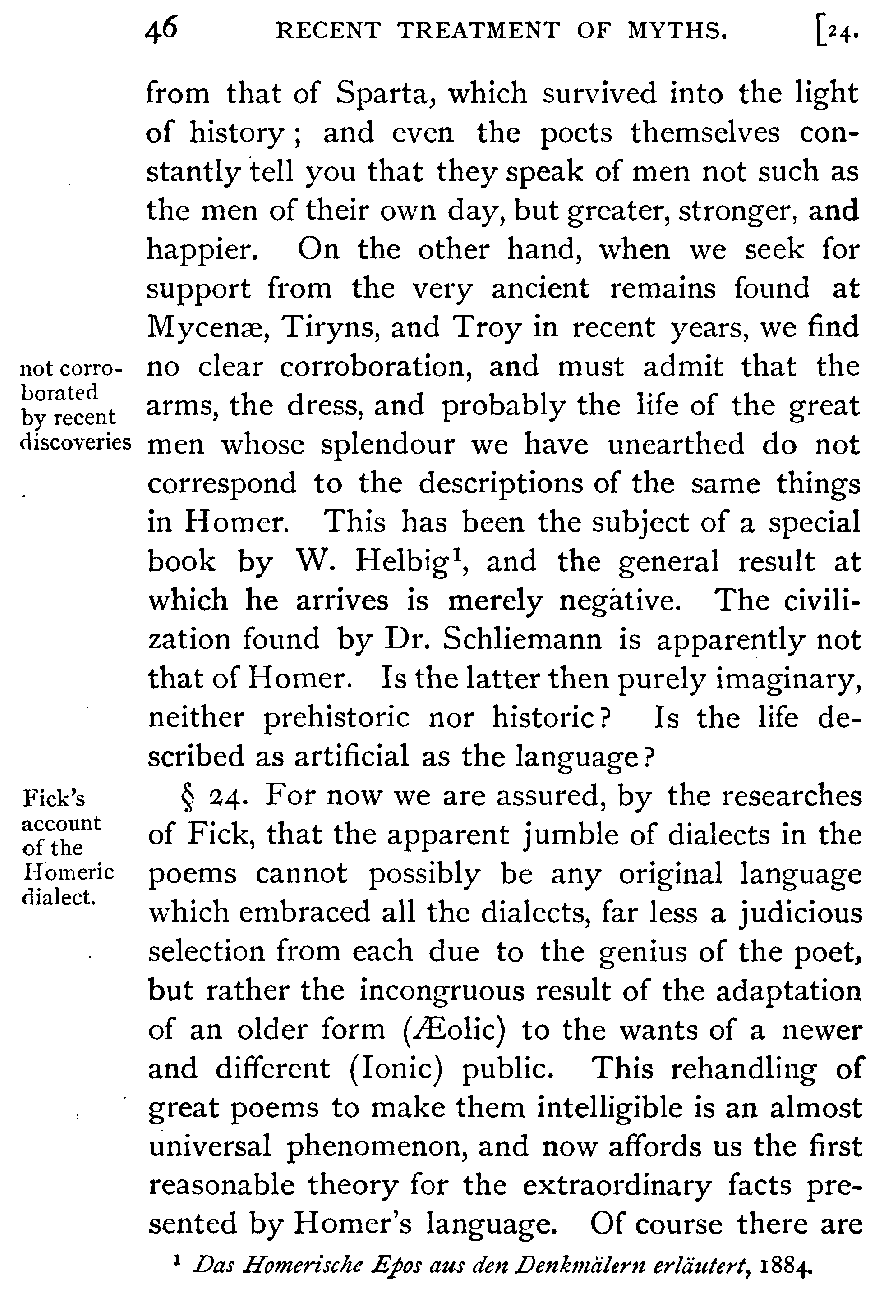 46 RECENT TREATMENT OF MYTHS. [24.
from that of Sparta, which survived into the light
of history; and even the poets themselves con-
stantly tell you that they speak of men not such as
the men of their own day, but greater, stronger, and
happier. On the other hand, when we seek for
support from the very ancient remains found at
Mycenæ, Tiryns, and Troy in recent years, we find
not corro-
borated
by recent
discoveries
no clear corroboration, and must admit that the
arms, the dress, and probably the life of the great
men whose splendour we have unearthed do not
correspond to the descriptions of the same things
in Homer. This has been the subject of a special
book by W. Helbig¹, and the general result at
which he arrives is merely negative. The civili-
zation found by Dr. Schliemann is apparently not
that of Homer. Is the latter then purely imaginary,
neither prehistoric nor historic? Is the life de-
scribed as artificial as the language?
Fick's
account
of the
Homeric
dialect.
§ 24. For now we are assured, by the researches
of Fick, that the apparent jumble of dialects in the
poems cannot possibly be any original language
which embraced all the dialects, far less a judicious
selection from each due to the genius of the poet,
but rather the incongruous result of the adaptation
of an older form (Æolic) to the wants of a newer
and different (Ionic) public. This rehandling of
great poems to make them intelligible is an almost
universal phenomenon, and now affords us the first
reasonable theory for the extraordinary facts pre-
sented by Homer's language. Of course there are
¹ Das Homerische Epos aus den Denkmälern erläutert, 1884.